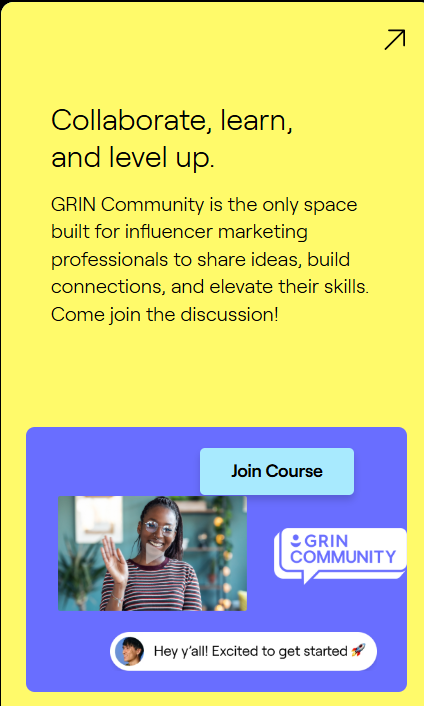 Collaborate, learn,
and level up.
GRIN Community is the only space
built for influencer marketing
professionals to share ideas, build
connections, and elevate their skills.
Come join the discussion!
Join Course
GRIN
COMMUNITY
Hey y'all! Excited to get started 🚀